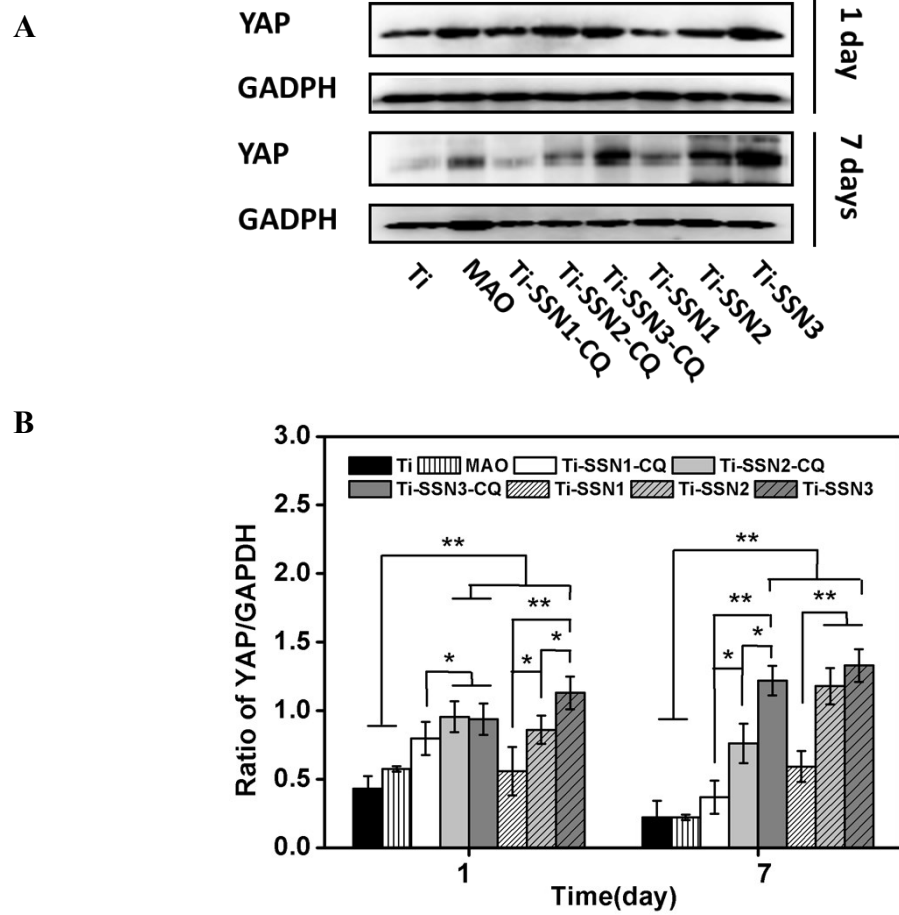 A
YAP
GADPH
1 day
YAP
GADPH
7 days
Ti
MAO
Ti-SSN1-CQ
Ti-SSN2-CQ
Ti-SSN3-CQ
Ti-SSN1
Ti-SSN2
Ti-SSN3
B
Ratio of YAP/GAPDH
3.0
2.5
2.0
1.5
1.0
0.5
0.0
Ti MAO Ti-SSN1-CQ Ti-SSN2-CQ
Ti-SSN3-CQ Ti-SSN1 Ti-SSN2 Ti-SSN3
** **
** ** **
* * * * *
1 7
Time(day)